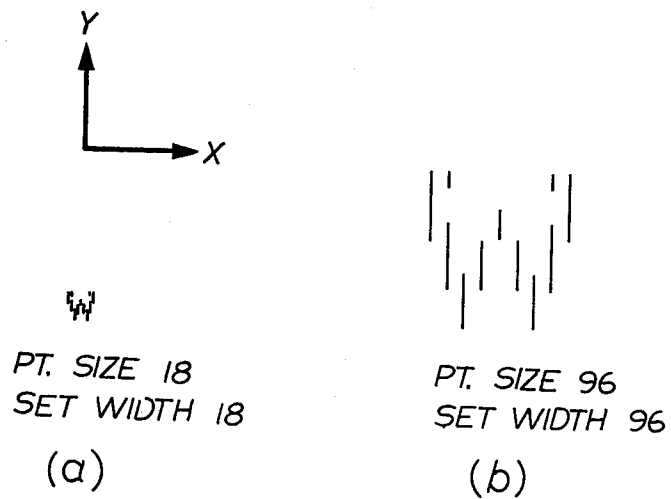 Y
X
PT. SIZE 18
SET WIDTH 18
(a)
PT. SIZE 96
SET WIDTH 96
(b)